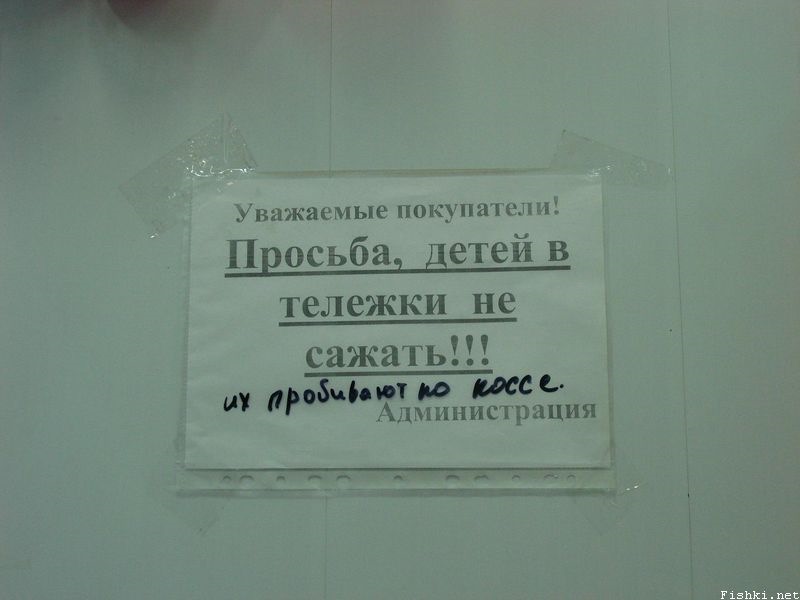 Уважаемые покупатели!
Просьба, детей в
тележки не
сажать!!!
их пробивают по кассе.
Администрация
Fishki.net